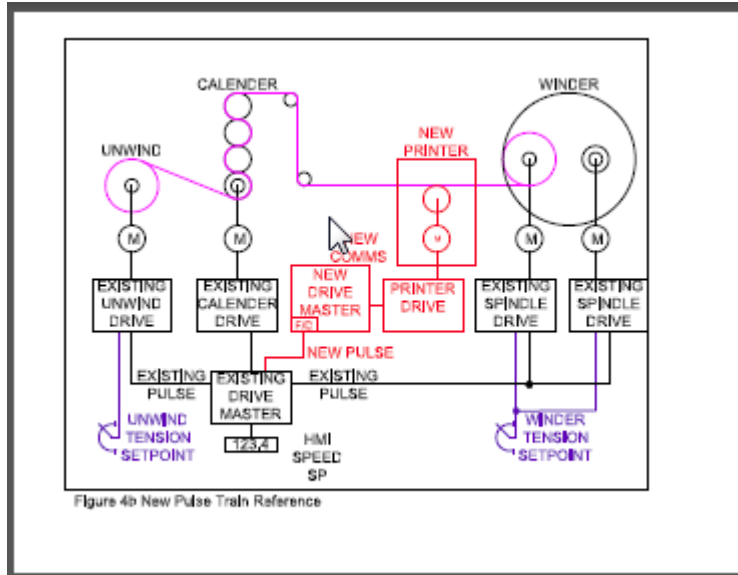 CALENDER
WINDER
NEW
PRINTER
UNWIND
M
M
M
M
M
NEW
COMMS
EXISTING
UNWIND
DRIVE
EXISTING
CALENDER
DRIVE
NEW
DRIVE
MASTER
PRINTER
DRIVE
EXISTING
SPINDLE
DRIVE
EXISTING
SPINDLE
DRIVE
NEW PULSE
EXISTING
PULSE
EXISTING
DRIVE
MASTER
EXISTING
PULSE
UNWIND
TENSION
SETPOINT
123.4
HMI
SPEED
SP
WINDER
TENSION
SETPOINT
Figure 4b New Pulse Train Reference